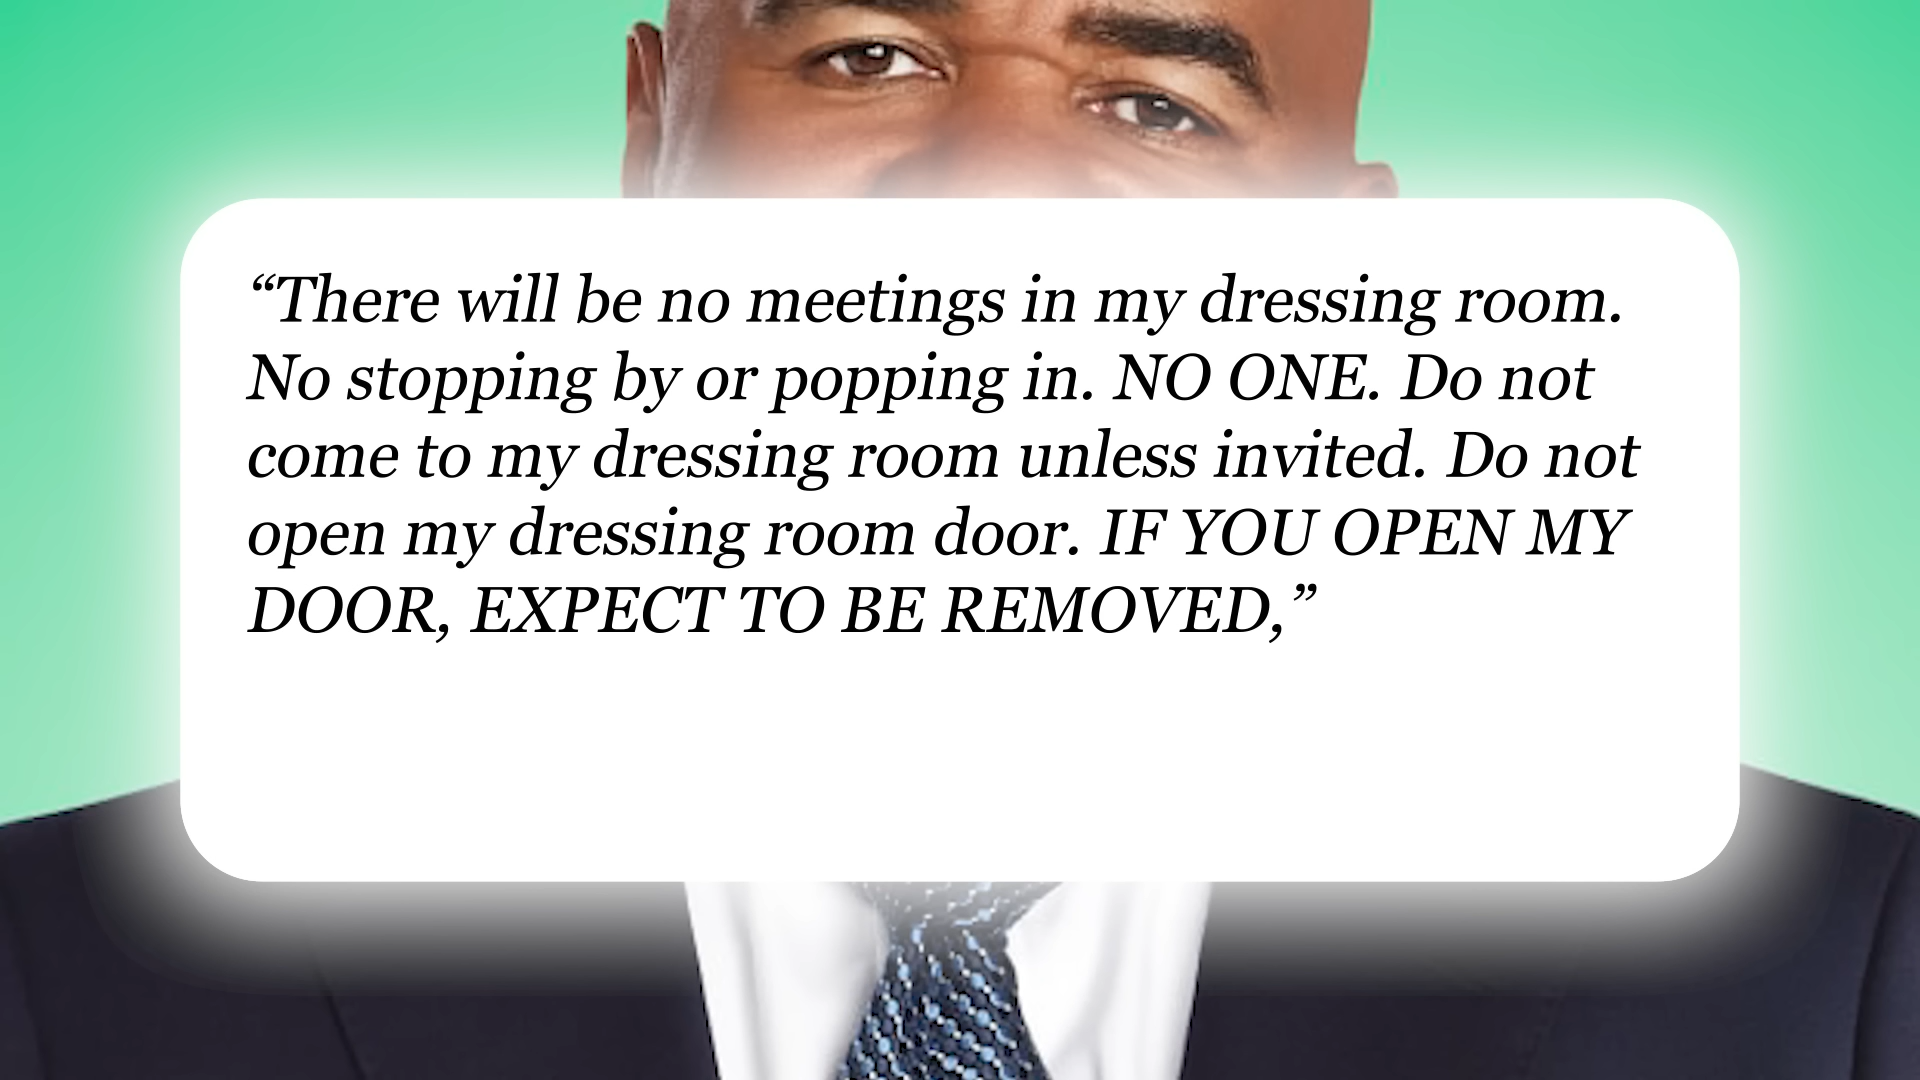 “There will be no meetings in my dressing room.
No stopping by or popping in. NO ONE. Do not
come to my dressing room unless invited. Do not
open my dressing room door. IF YOU OPEN MY
DOOR, EXPECT TO BE REMOVED,”